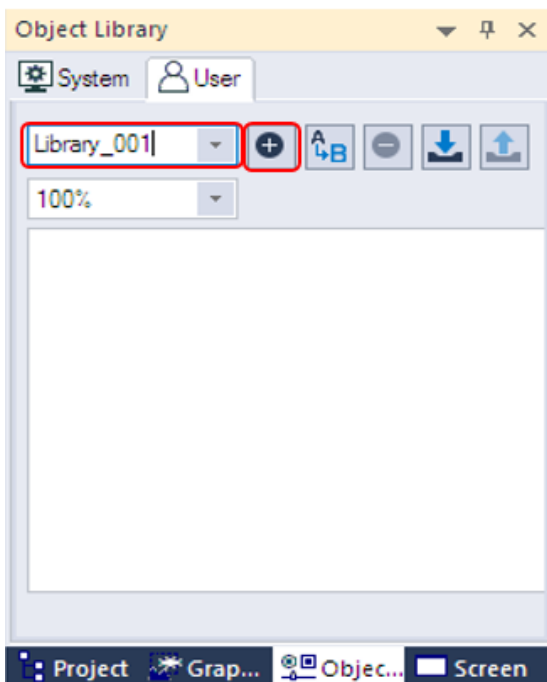 Object Library
System User
Library_001
A B
100%
Project Grap... Objec... Screen